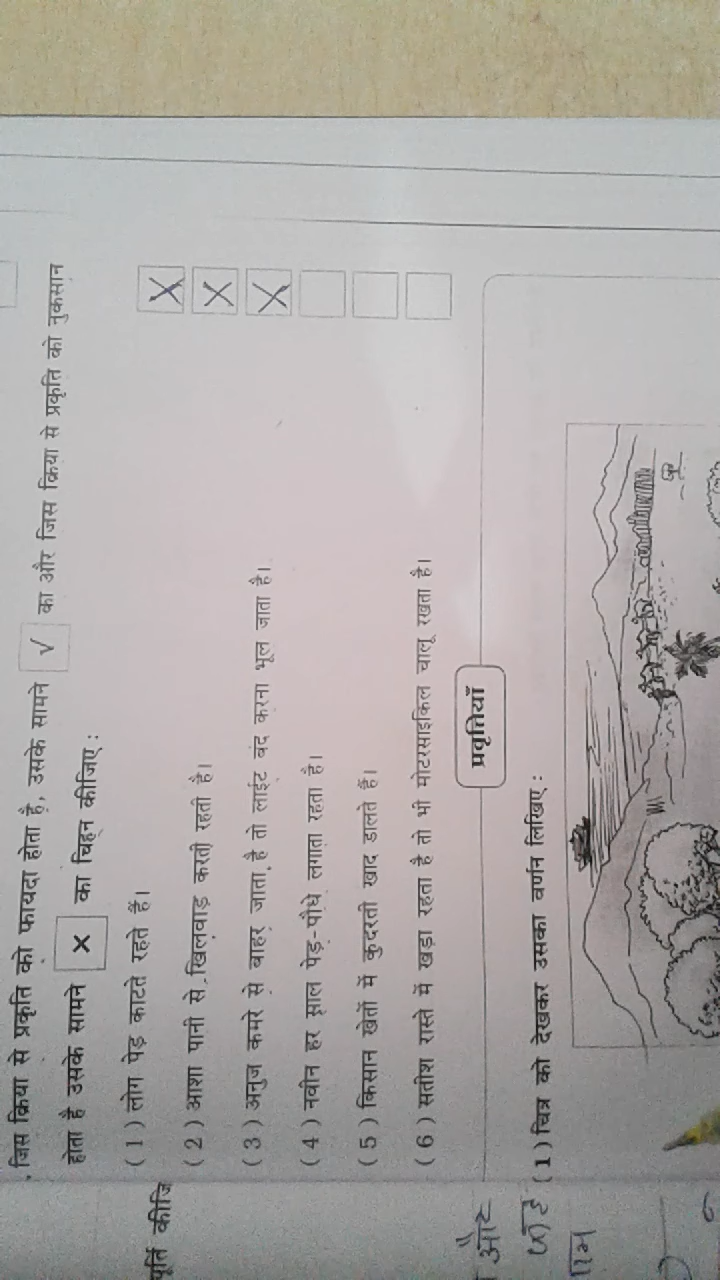 जिस क्रिया से प्रकृति को फायदा होता है, उसके सामने √ का और जिस क्रिया से प्रकृति को नुकसान
होता है उसके सामने × का चिह्न कीजिए :
(1) लोग पेड़ काटते रहते हैं। X
(2) आशा पानी से खिलवाड़ करती रहती है। X
(3) अनुज कमरे से बाहर जाता है तो लाईट बंद करना भूल जाता है। X
(4) नवीन हर साल पेड़-पौधे लगाता रहता है।
(5) किसान खेतों में कुदरती खाद डालते हैं।
(6) सतीश रास्ते में खड़ा रहता है तो भी मोटरसाइकिल चालू रखता है।
प्रवृत्तियाँ
(1) चित्र को देखकर उसका वर्णन लिखिए :
पूर्ति कीजि
और